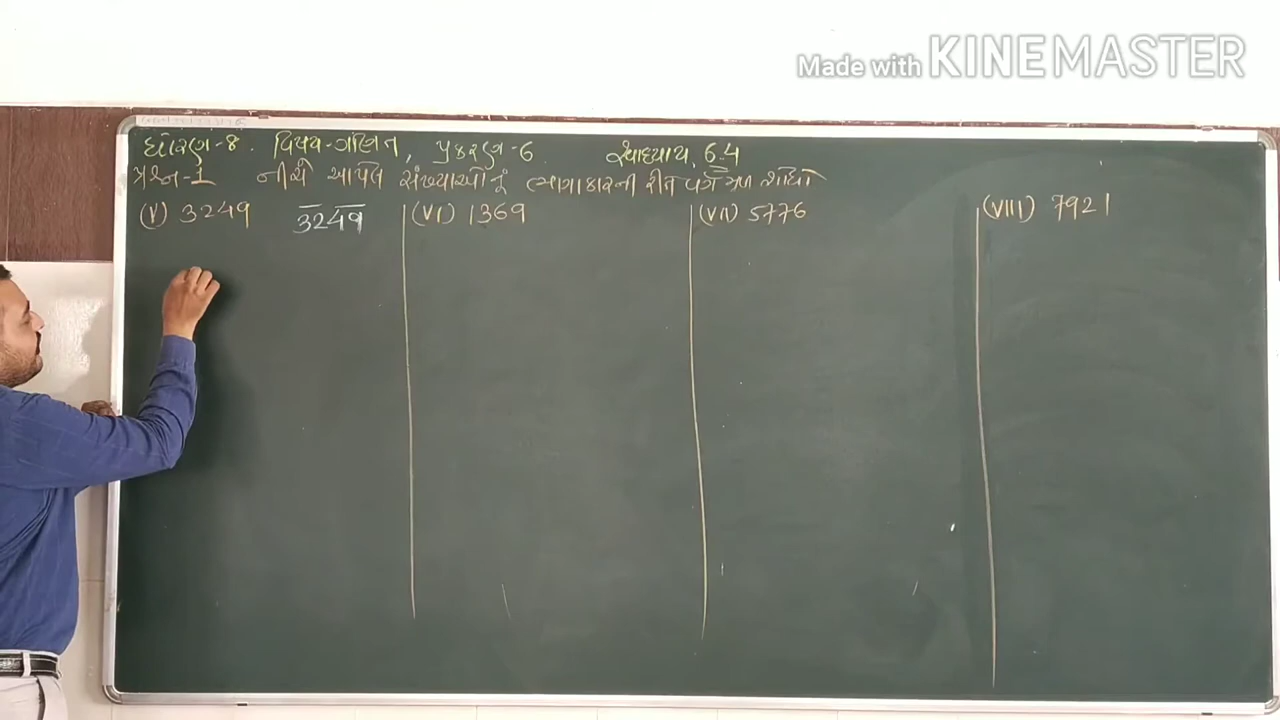 Made with KINEMASTER
ધોરણ-8. વિષય-ગણિત, પ્રકરણ-6 સ્વાધ્યાય, 6.4
પ્રશ્ન-1 નીચે આપેલ સંખ્યાઓનું ભાગાકારની રીત વર્ગમૂળ શોધો
(V) 3249 3249 (VI) 1369 (VII) 5776 (VIII) 7921